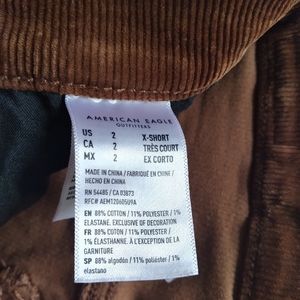 AMERICAN EAGLE
OUTFITTERS
US 2 X-SHORT
CA 2 TRÈS COURT
MX 2 EX CORTO
MADE IN CHINA / FABRIQUÉ EN CHINE /
HECHO EN CHINA
RN 54485 / CA 03873
RFC# AEM120605U9A
EN 88% COTTON / 11% POLYESTER / 1%
ELASTANE. EXCLUSIVE OF DECORATION
FR 88% COTTON / 11% POLYESTER /
1% ÉLASTHANNE. À L'EXCEPTION DE LA
GARNITURE
SP 88% algodón / 11% poliéster / 1%
elastano